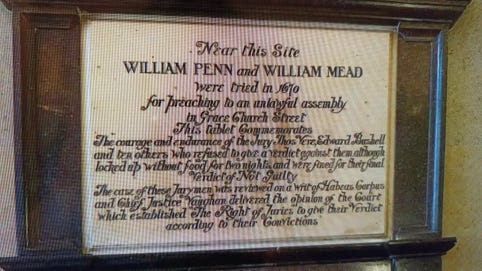 Near this Site
WILLIAM PENN and WILLIAM MEAD
were tried in 1670
for preaching to an unlawful assembly
in Grace Church Street
This tablet Commemorates
The courage and endurance of the Jury Thos Vere, Edward Bushell
and ten others who refused to give a verdict against them, although
locked up without food for two nights, and were fined for their final
Verdict of Not Guilty
The case of these Jurymen was reviewed on a writ of Habeas Corpus
and Chief Justice Vaughan delivered the opinion of the Court
which established The Right of Juries to give their Verdict
according to their Convictions